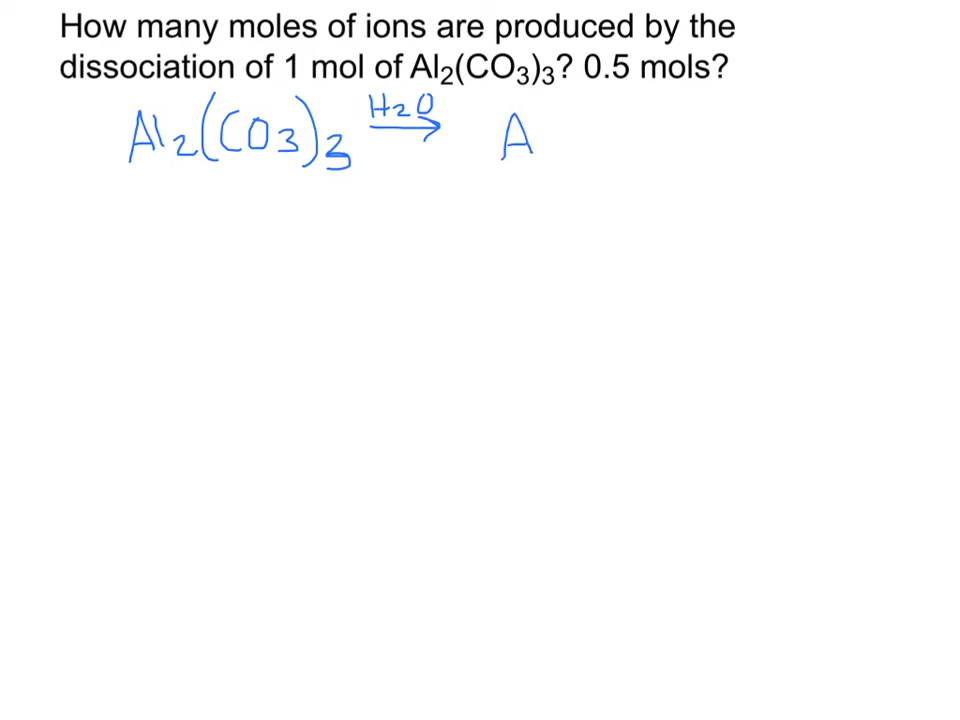 How many moles of ions are produced by the
dissociation of 1 mol of Al₂(CO₃)₃? 0.5 mols?
H₂O
Al₂(CO₃)₃ → A